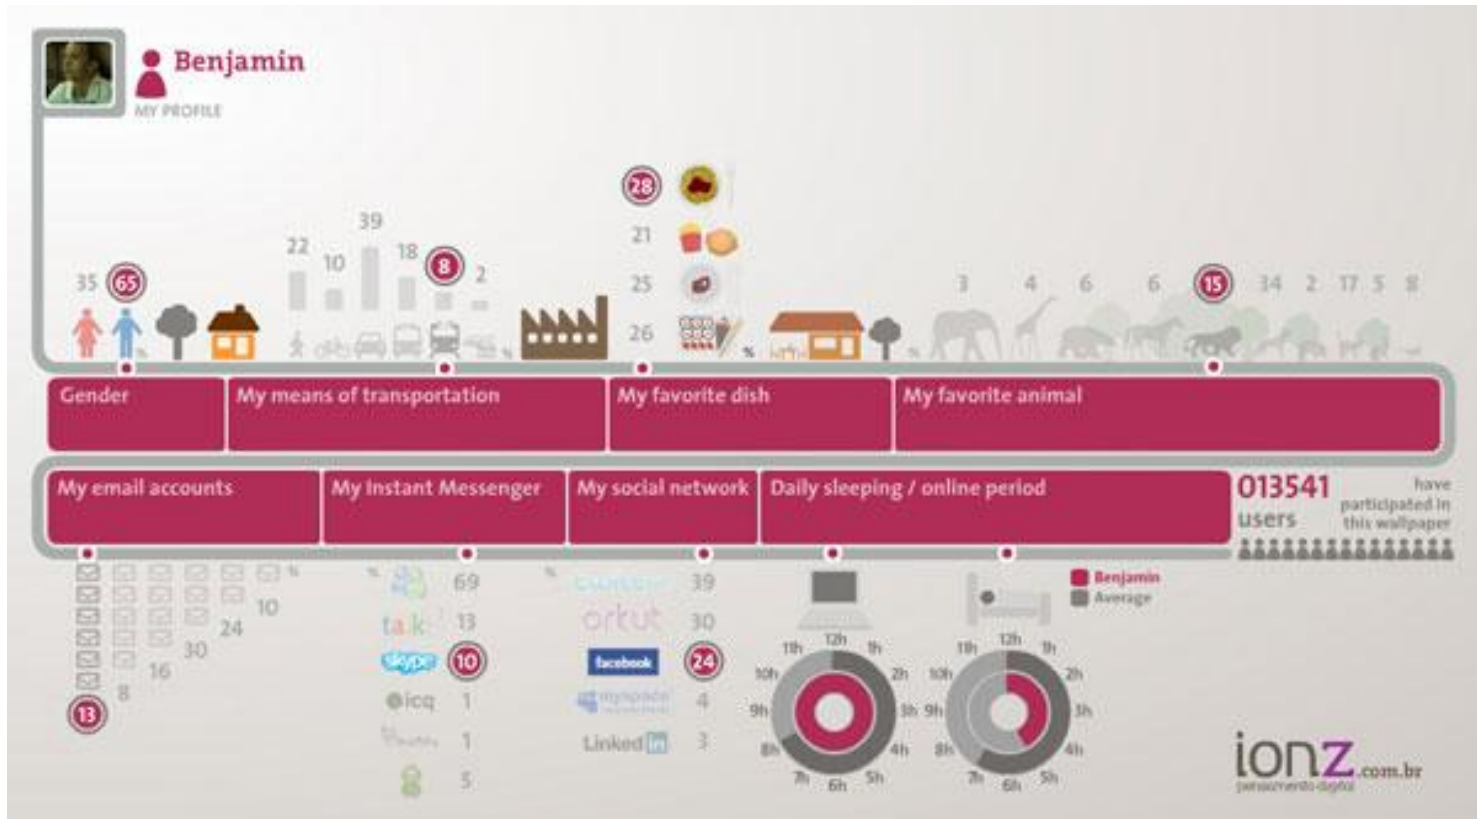 Benjamin
MY PROFILE
28
39
21
22
18
10
8
2
35
65
25
3
4
6
6
15
34
2
17
5
8
26
%
%
%
%
Gender
My means of transportation
My favorite dish
My favorite animal
My email accounts
My Instant Messenger
My social network
Daily sleeping / online period
013541
users
have
participated in
this wallpaper
%
%
%
69
twitter
39
Benjamin
Average
10
24
30
16
8
13
talk
13
orkut
30
skype
10
facebook
24
icq
1
myspace
4
1
LinkedIn
3
5
12h
1h
2h
3h
4h
5h
6h
7h
8h
9h
10h
11h
12h
1h
2h
3h
4h
5h
6h
7h
8h
9h
10h
11h
ionz.com.br
pensamento digital